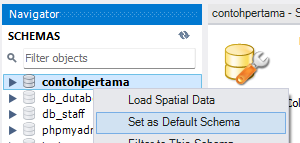 Navigator
SCHEMAS
Filter objects
contohpertama
db_dutab
db_staff
phpmyadr
Load Spatial Data
Set as Default Schema
Filter to This Schema
contohpertama - S